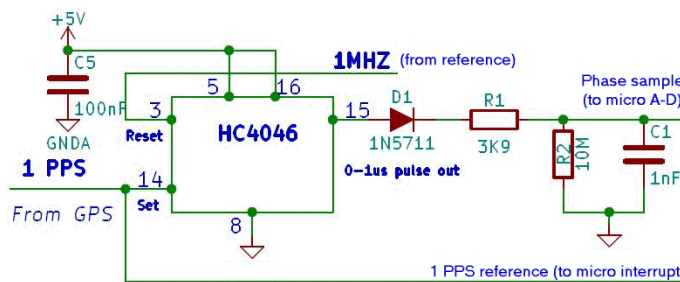 +5V
C5
100nF
GNDA
1MHZ (from reference)
5
16
3
Reset
HC4046
15
D1
1N5711
R1
3K9
Phase sample
(to micro A-D)
R2
10M
C1
1nF
0-1us pulse out
1 PPS
14
From GPS
Set
8
1 PPS reference (to micro interrupt